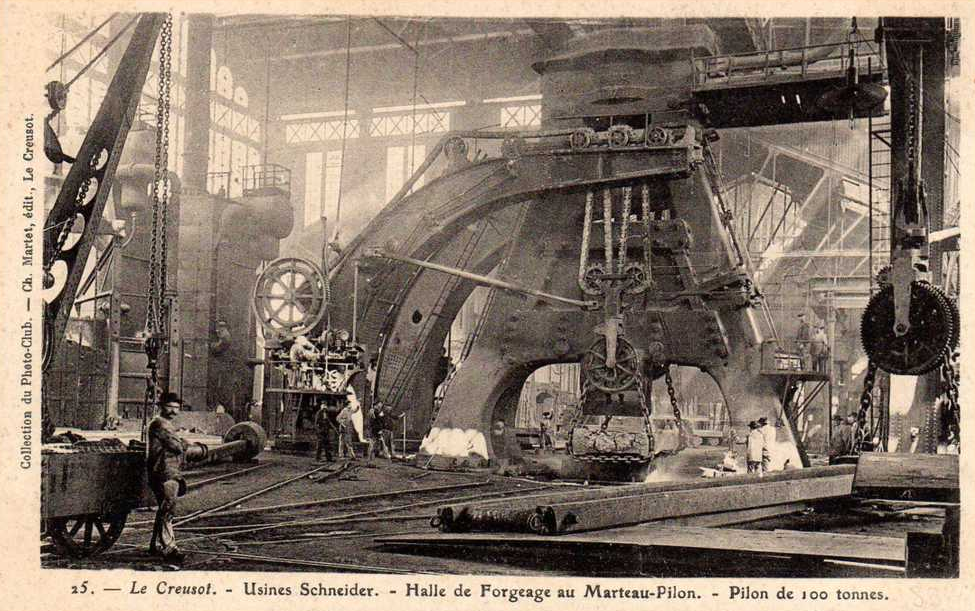 Collection du Photo-Club. — Ch. Martet, édit., Le Creusot.
25. — Le Creusot. - Usines Schneider. - Halle de Forgeage au Marteau-Pilon. - Pilon de 100 tonnes.